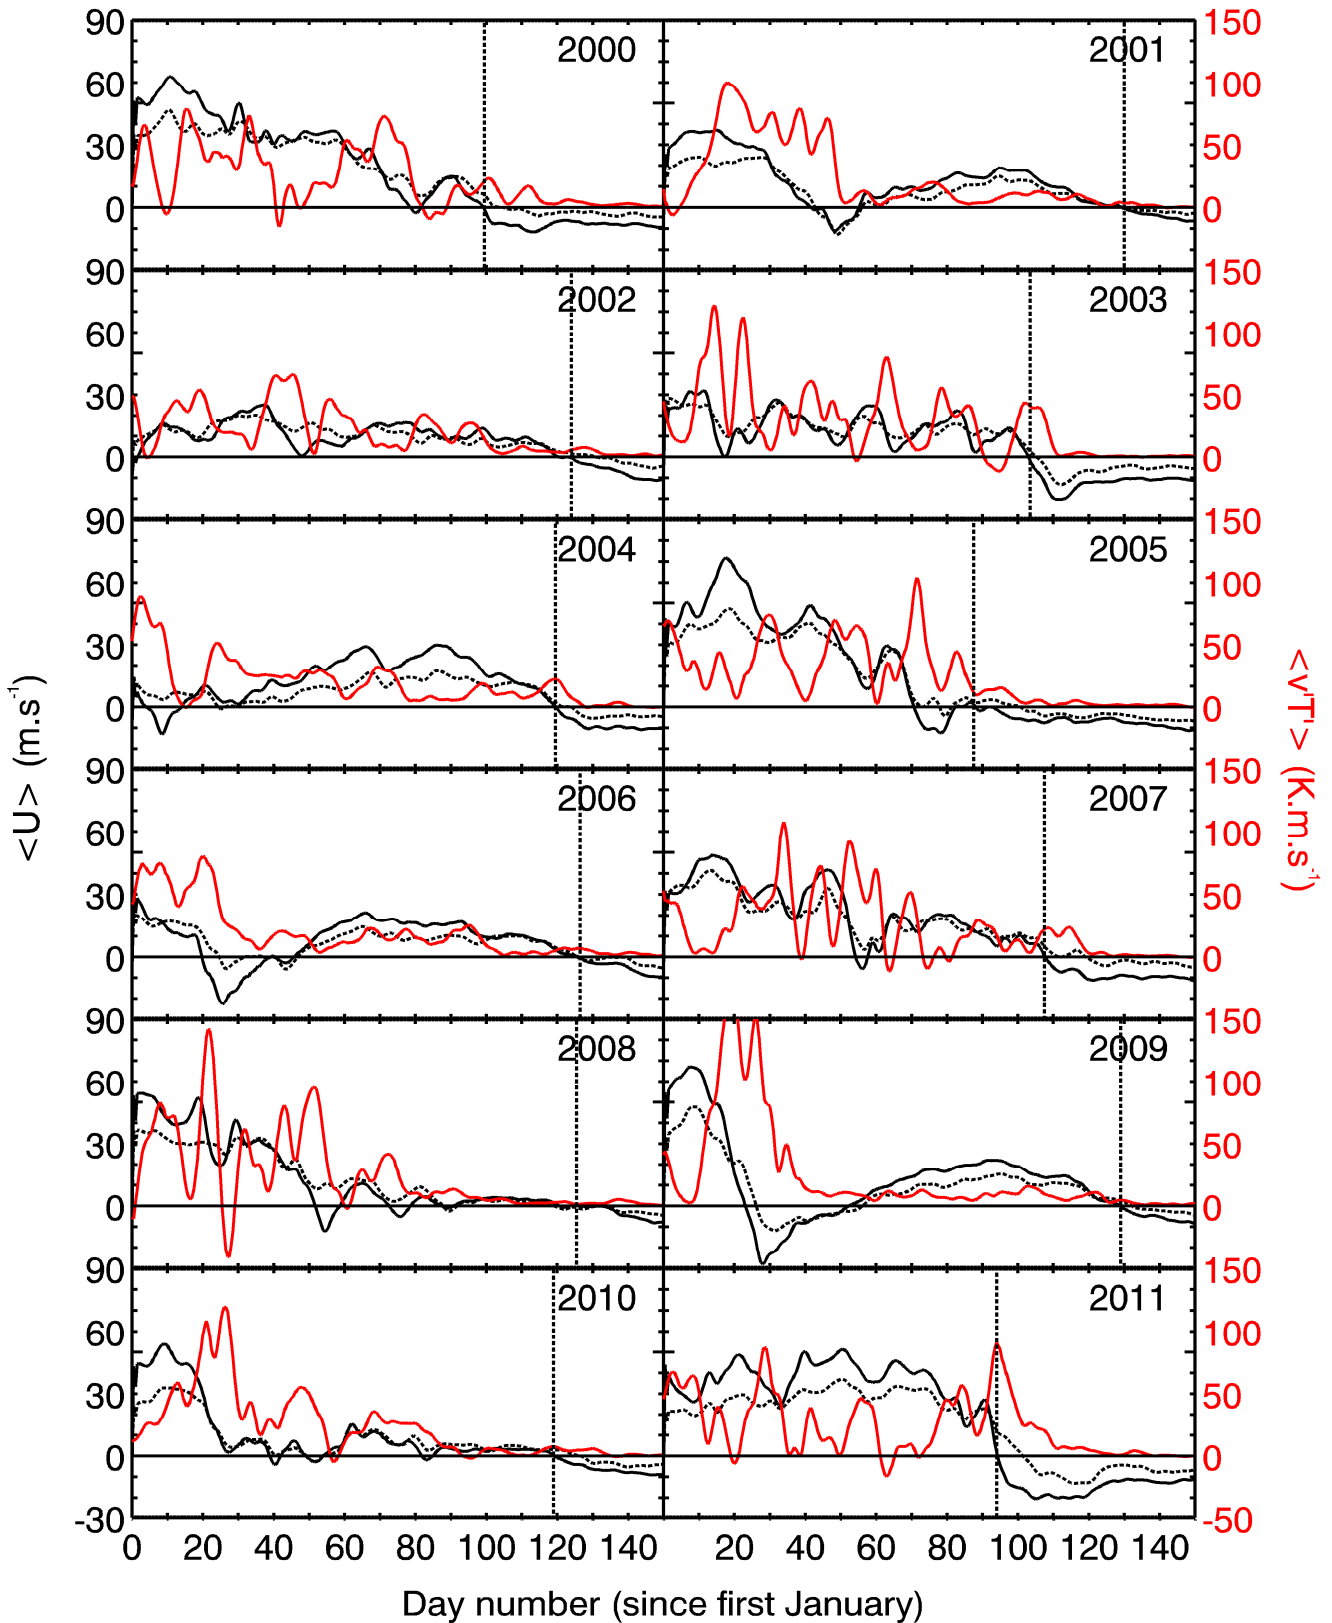 90 2000 2001 150
60 100
30 50
0 0
90 2002 2003 150
60 100
30 50
0 0
90 2004 2005 150
60 100
30 50
0 0
90 2006 2007 150
60 100
30 50
0 0
90 2008 2009 150
60 100
30 50
0 0
90 2010 2011 150
60 100
30 50
0 0
-30 -50
0 20 40 60 80 100 120 140 20 40 60 80 100 120 140
Day number (since first January)
<U> (m.s⁻¹)
<v'T'> (K.m.s⁻¹)